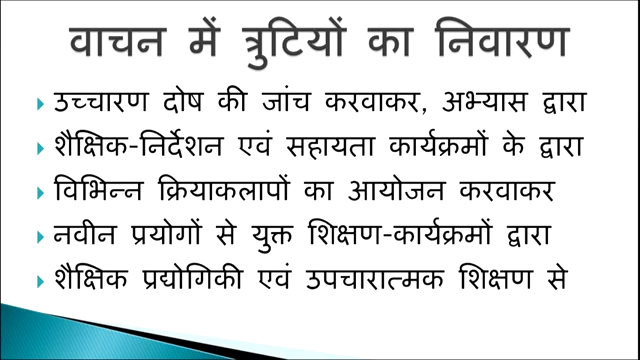 वाचन में त्रुटियों का निवारण
उच्चारण दोष की जांच करवाकर, अभ्यास द्वारा
शैक्षिक-निर्देशन एवं सहायता कार्यक्रमों के द्वारा
विभिन्न क्रियाकलापों का आयोजन करवाकर
नवीन प्रयोगों से युक्त शिक्षण-कार्यक्रमों द्वारा
शैक्षिक प्रद्योगिकी एवं उपचारात्मक शिक्षण से